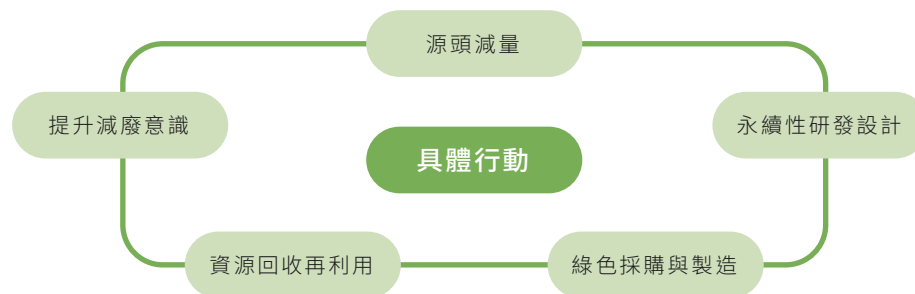 源頭減量
提升減廢意識
永續性研發設計
具體行動
資源回收再利用
綠色採購與製造